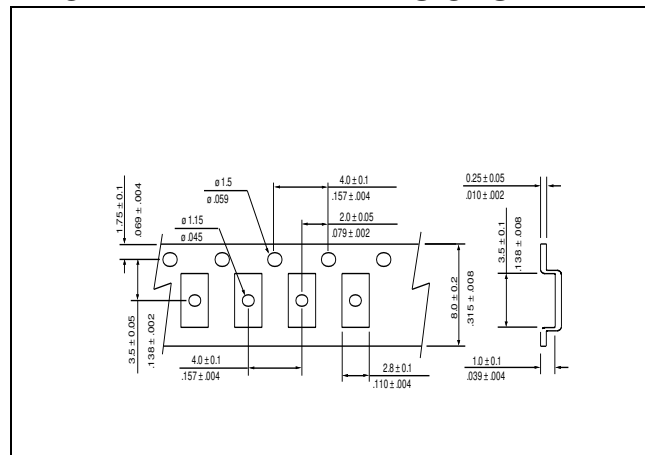 1.75 ± 0.1
.069 ± .004
ø 1.5
ø .059
4.0 ± 0.1
.157 ± .004
0.25 ± 0.05
.010 ± .002
ø 1.15
ø .045
2.0 ± 0.05
.079 ± .002
3.5 ± 0.1
.138 ± .008
3.5 ± 0.05
.138 ± .002
8.0 ± 0.2
.315 ± .008
4.0 ± 0.1
.157 ± .004
2.8 ± 0.1
.110 ± .004
1.0 ± 0.1
.039 ± .004